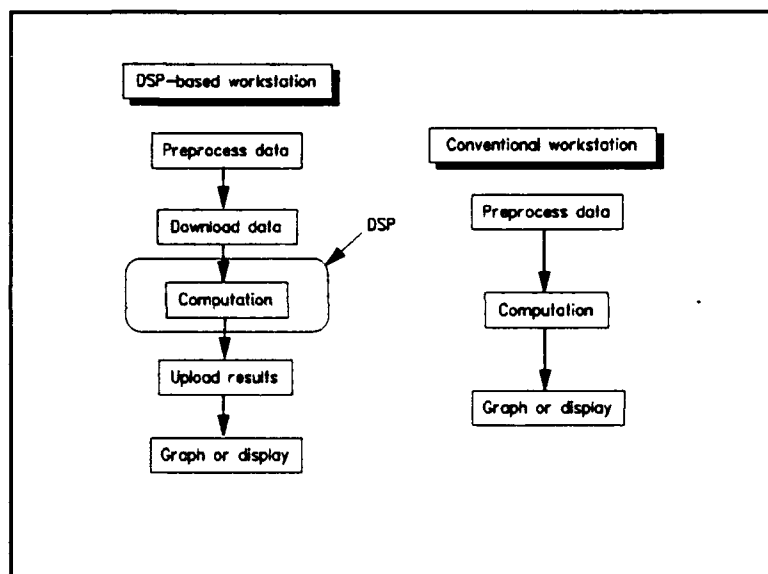 DSP-based workstation
Preprocess data
Download data
DSP
Computation
Upload results
Graph or display
Conventional workstation
Preprocess data
Computation
Graph or display